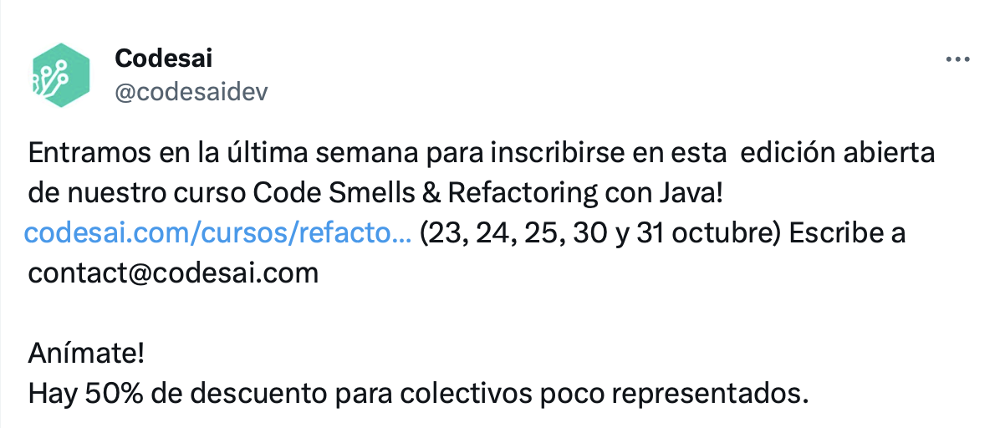 Codesai
@codesaidev
Entramos en la última semana para inscribirse en esta  edición abierta
de nuestro curso Code Smells & Refactoring con Java!
codesai.com/cursos/refacto... (23, 24, 25, 30 y 31 octubre) Escribe a
contact@codesai.com
Anímate!
Hay 50% de descuento para colectivos poco representados.